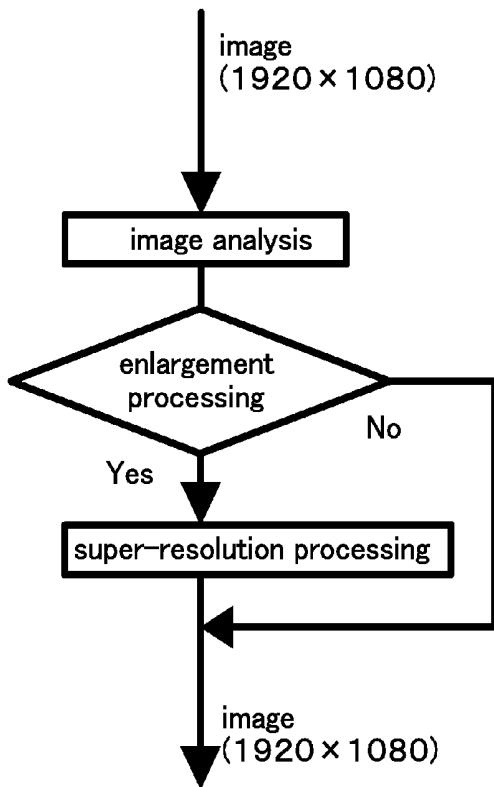 image
(1920×1080)
image analysis
enlargement
processing
No
Yes
super-resolution processing
image
(1920×1080)